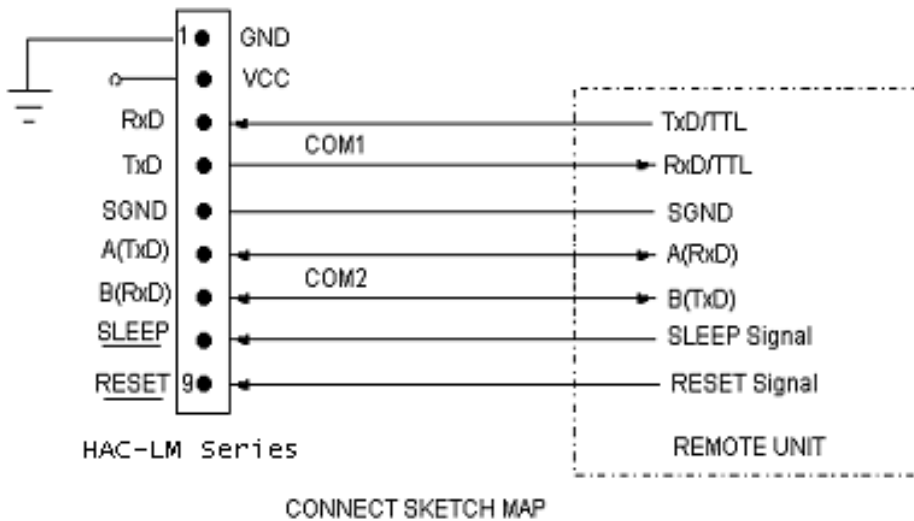 1 GND
VCC
RxD TxD/TTL
COM1
TxD RxD/TTL
SGND SGND
A(TxD) A(RxD)
COM2
B(RxD) B(TxD)
SLEEP SLEEP Signal
RESET 9 RESET Signal
HAC-LM Series REMOTE UNIT
CONNECT SKETCH MAP